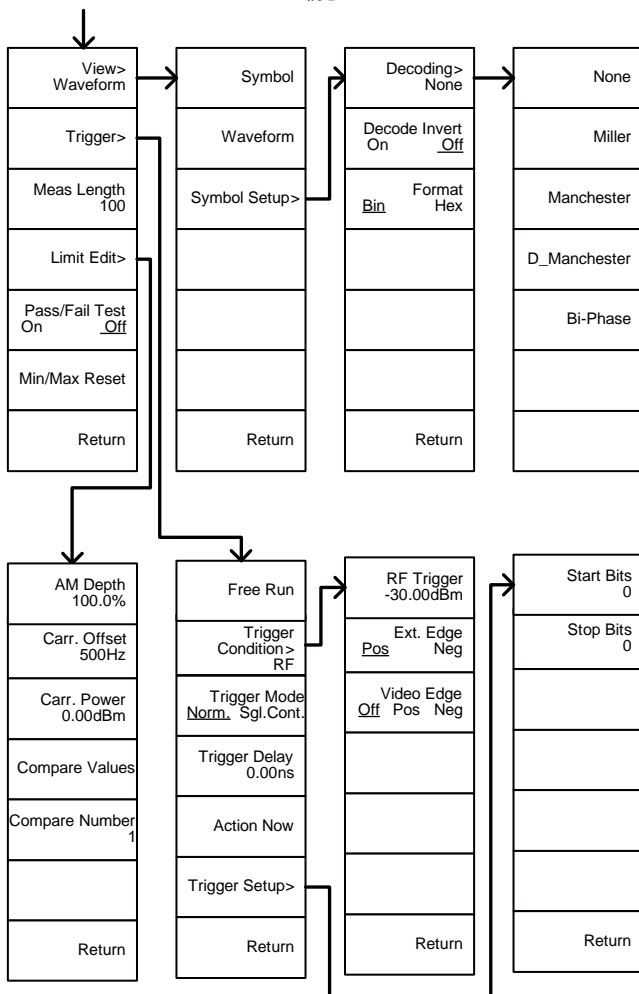 View>
Waveform
Trigger>
Meas Length
100
Limit Edit>
Pass/Fail Test
On Off
Min/Max Reset
Return
Symbol
Waveform
Symbol Setup>
Return
Decoding>
None
Decode Invert
On Off
Format
Bin Hex
Return
None
Miller
Manchester
D_Manchester
Bi-Phase
AM Depth
100.0%
Carr. Offset
500Hz
Carr. Power
0.00dBm
Compare Values
Compare Number
1
Return
Free Run
Trigger
Condition>
RF
Trigger Mode
Norm. Sgl.Cont.
Trigger Delay
0.00ns
Action Now
Trigger Setup>
Return
RF Trigger
-30.00dBm
Ext. Edge
Pos Neg
Video Edge
Off Pos Neg
Return
Start Bits
0
Stop Bits
0
Return